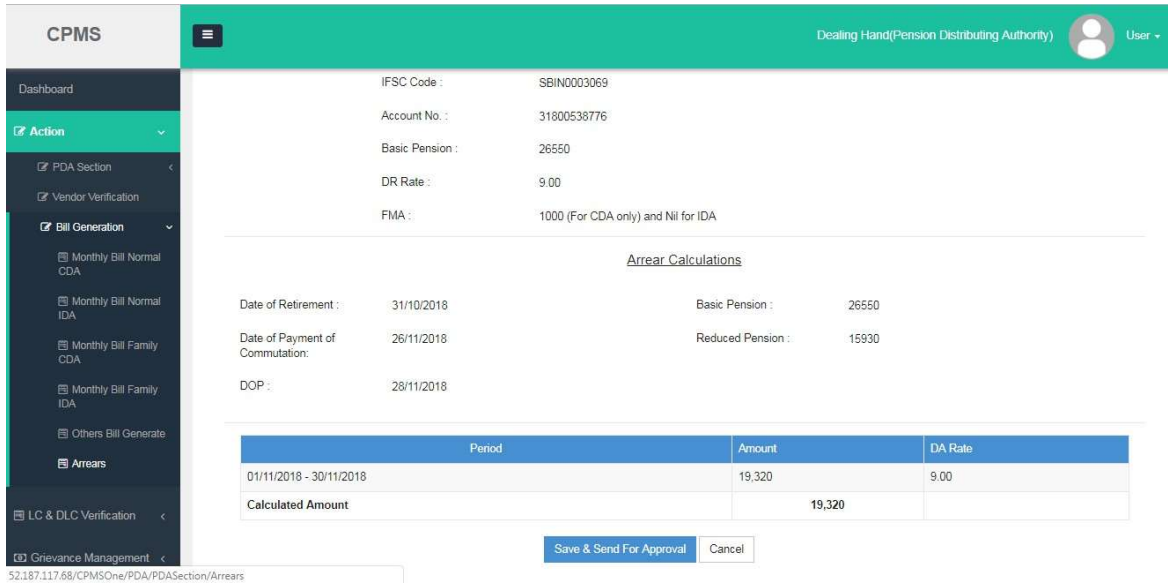 CPMS
Dealing Hand(Pension Distributing Authority)
User
Dashboard
Action
PDA Section
Vendor Verification
Bill Generation
Monthly Bill Normal
CDA
Monthly Bill Normal
IDA
Monthly Bill Family
CDA
Monthly Bill Family
IDA
Others Bill Generate
Arrears
LC & DLC Verification
Grievance Management
52.187.117.68/CPMSOne/PDA/PDASection/Arrears
IFSC Code : SBIN0003069
Account No. : 31800538776
Basic Pension : 26550
DR Rate : 9.00
FMA : 1000 (For CDA only) and Nil for IDA
Arrear Calculations
Date of Retirement : 31/10/2018 Basic Pension : 26550
Date of Payment of
Commutation: 26/11/2018 Reduced Pension : 15930
DOP : 28/11/2018
Period Amount DA Rate
01/11/2018 - 30/11/2018 19,320 9.00
Calculated Amount 19,320
Save & Send For Approval Cancel